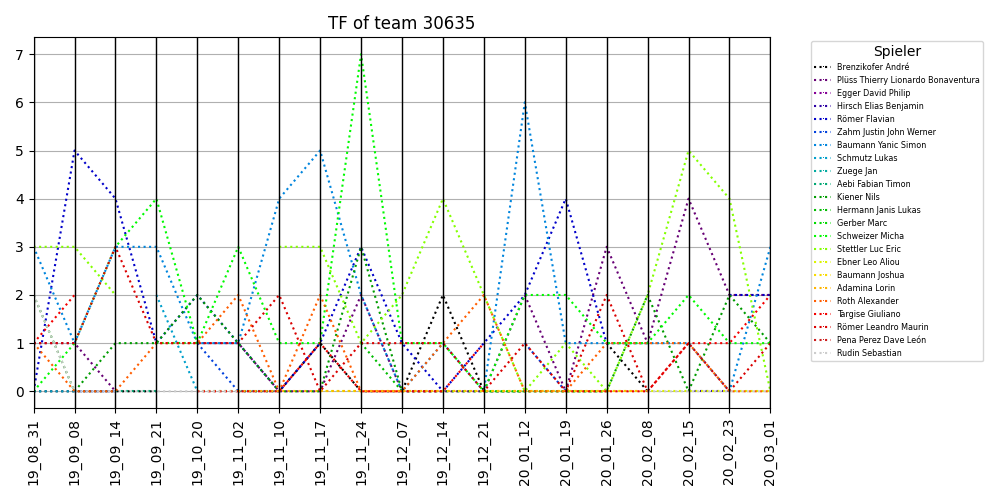 TF of team 30635
7
6
5
4
3
2
1
0
19_08_31
19_09_08
19_09_14
19_09_21
19_10_20
19_11_02
19_11_10
19_11_17
19_11_24
19_12_07
19_12_14
19_12_21
20_01_12
20_01_19
20_01_26
20_02_08
20_02_15
20_02_23
20_03_01
Spieler
Brenzikofer André
Plüss Thierry Lionardo Bonaventura
Egger David Philip
Hirsch Elias Benjamin
Römer Flavian
Zahm Justin John Werner
Baumann Yanic Simon
Schmutz Lukas
Zuege Jan
Aebi Fabian Timon
Kiener Nils
Hermann Janis Lukas
Gerber Marc
Schweizer Micha
Stettler Luc Eric
Ebner Leo Aliou
Baumann Joshua
Adamina Lorin
Roth Alexander
Targise Giuliano
Römer Leandro Maurin
Pena Perez Dave León
Rudin Sebastian